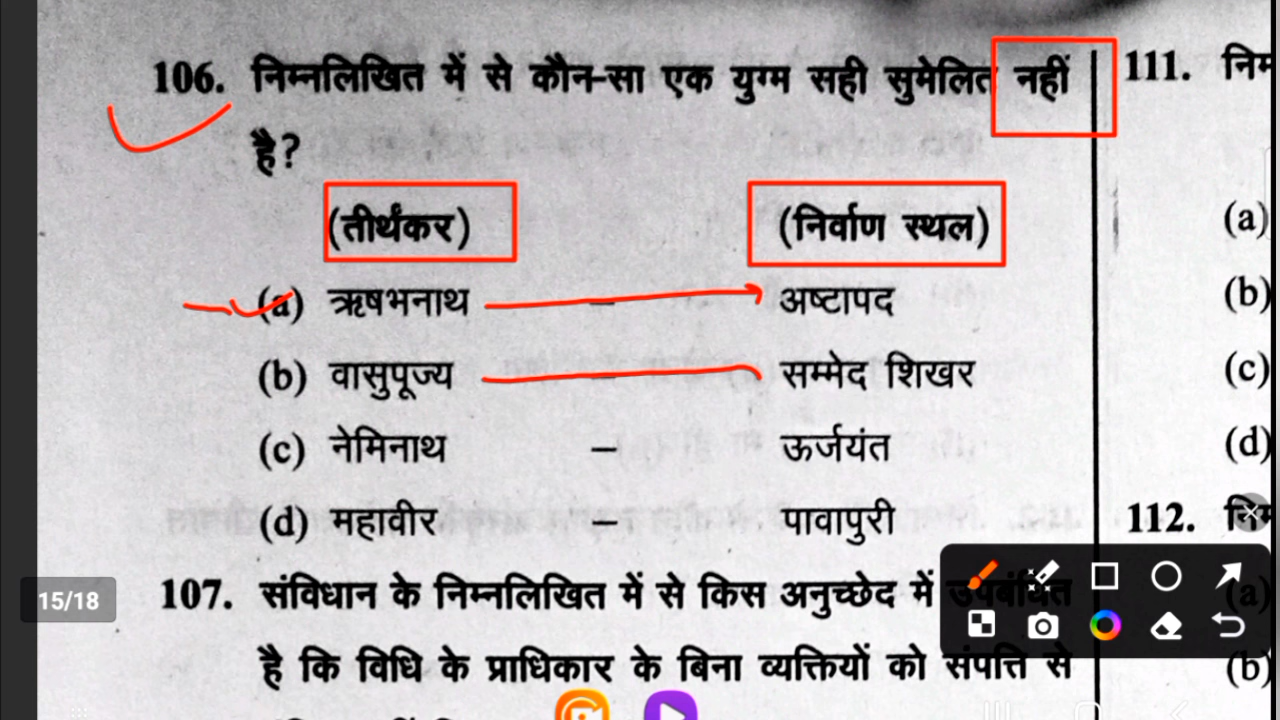 106. निम्नलिखित में से कौन-सा एक युग्म सही सुमेलित नहीं
है?
(तीर्थंकर) (निर्वाण स्थल)
(a) ऋषभनाथ – अष्टापद
(b) वासुपूज्य सम्मेद शिखर
(c) नेमिनाथ – ऊर्जयंत
(d) महावीर – पावापुरी
107. संविधान के निम्नलिखित में से किस अनुच्छेद में उपबंधित
है कि विधि के प्राधिकार के बिना व्यक्तियों को संपत्ति से
111.
(a)
(b)
(c)
(d)
112.
(a)
(b)
15/18